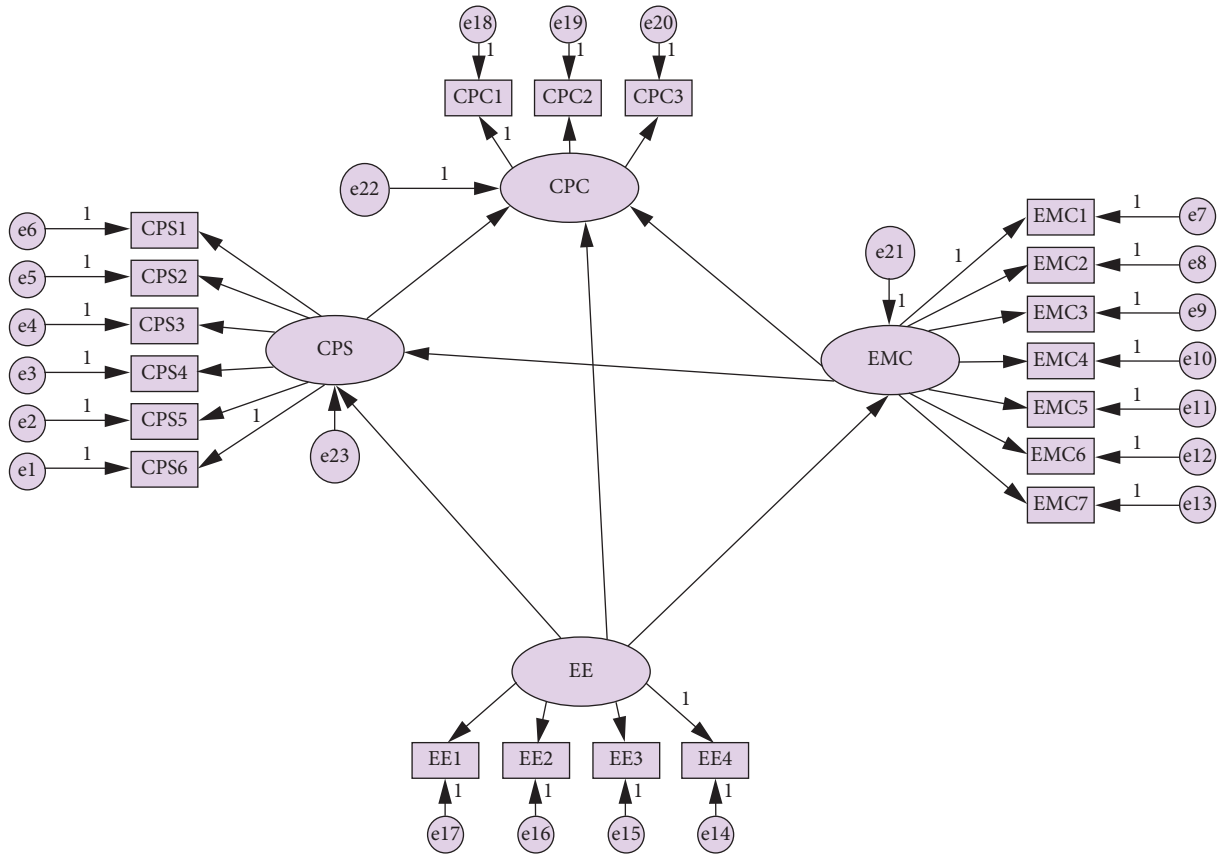 e18 e19 e20
1 1 1
CPC1 CPC2 CPC3
1
e22 1 CPC
e6 1 CPS1
e5 1 CPS2
e4 1 CPS3
e3 1 CPS4
e2 1 CPS5
e1 1 CPS6
1
CPS
e23
e21
1
EMC
1
EMC1 1 e7
EMC2 1 e8
EMC3 1 e9
EMC4 1 e10
EMC5 1 e11
EMC6 1 e12
EMC7 1 e13
EE
1
EE1 EE2 EE3 EE4
1 1 1 1
e17 e16 e15 e14